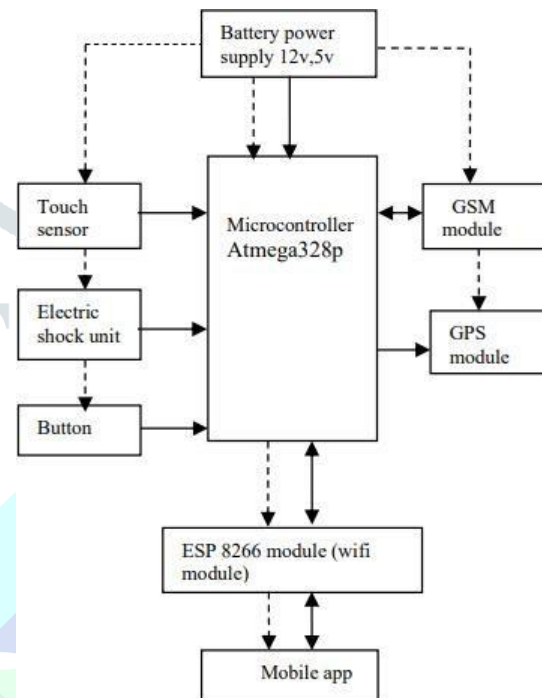 Battery power
supply 12v,5v
Touch
sensor
Microcontroller
Atmega328p
GSM
module
Electric
shock unit
GPS
module
Button
ESP 8266 module (wifi
module)
Mobile app